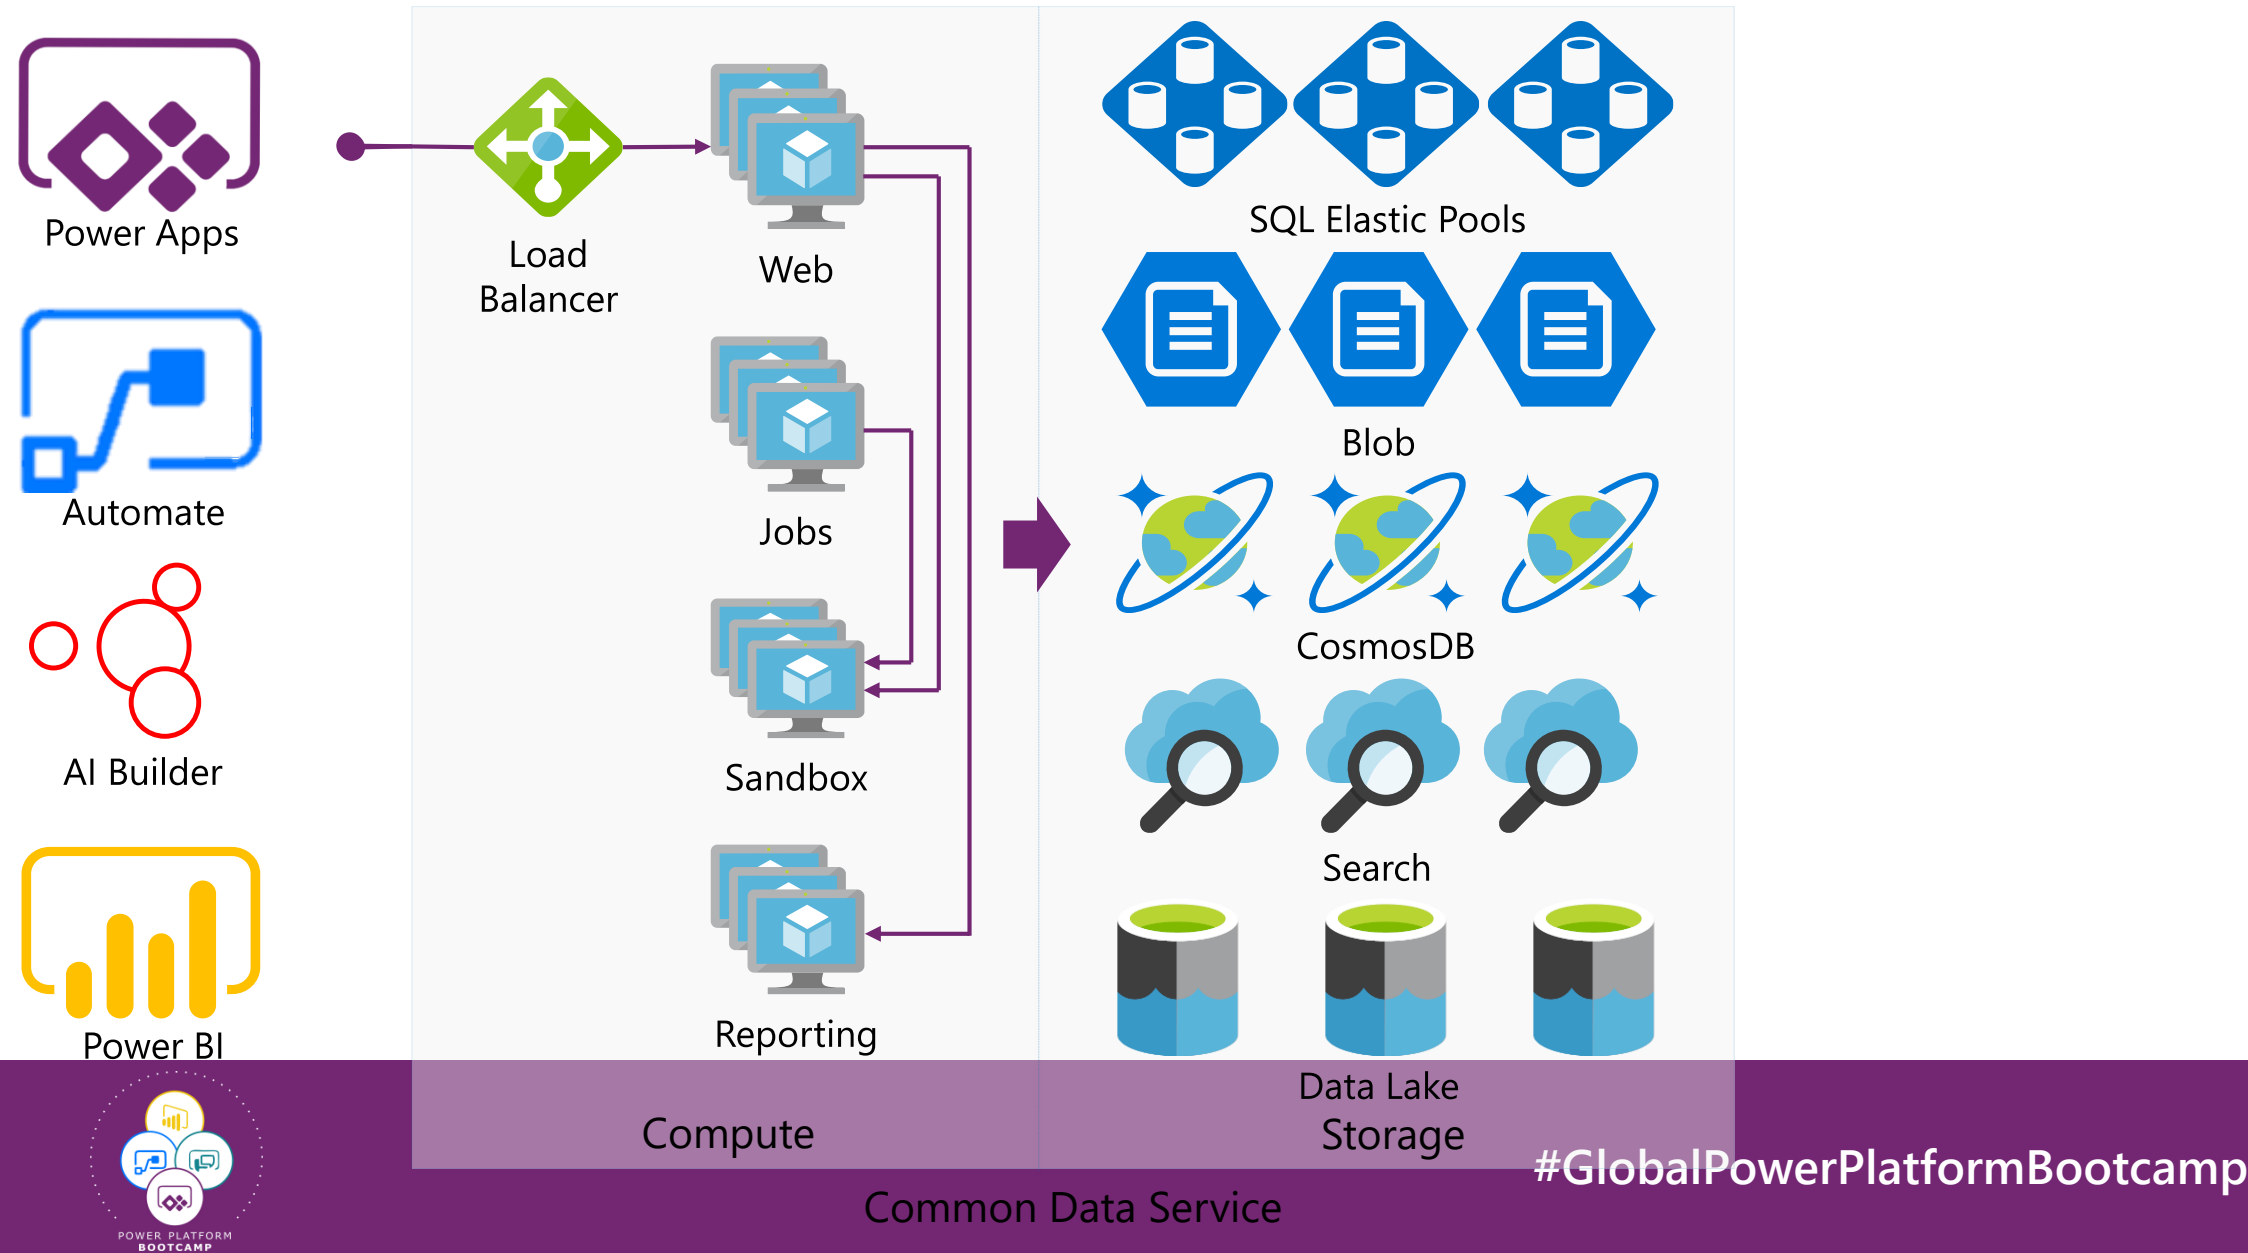 Power Apps
Automate
AI Builder
Power BI
Load
Balancer
Web
Jobs
Sandbox
Reporting
Compute
SQL Elastic Pools
Blob
CosmosDB
Search
Data Lake
Storage
Common Data Service
#GlobalPowerPlatformBootcamp
POWER PLATFORM
BOOTCAMP